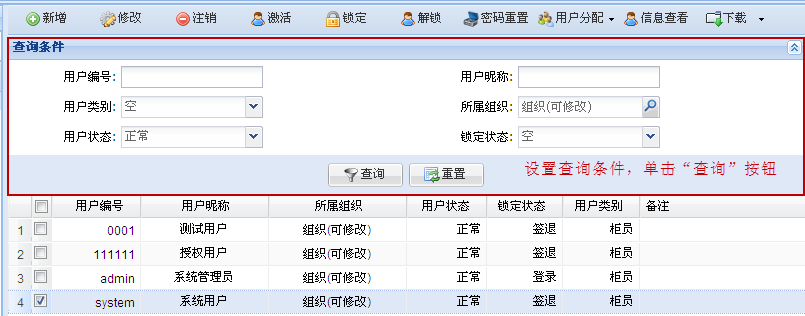 新增 修改 注销 激活 锁定 解锁 密码重置 用户分配 信息查看 下载
查询条件
用户编号: 用户昵称:
用户类别: 空 所属组织: 组织(可修改)
用户状态: 正常 锁定状态: 空
查询 重置 设置查询条件，单击“查询”按钮
用户编号 用户昵称 所属组织 用户状态 锁定状态 用户类别 备注
1 0001 测试用户 组织(可修改) 正常 签退 柜员
2 111111 授权用户 组织(可修改) 正常 签退 柜员
3 admin 系统管理员 组织(可修改) 正常 登录 柜员
4 system 系统用户 组织(可修改) 正常 签退 柜员